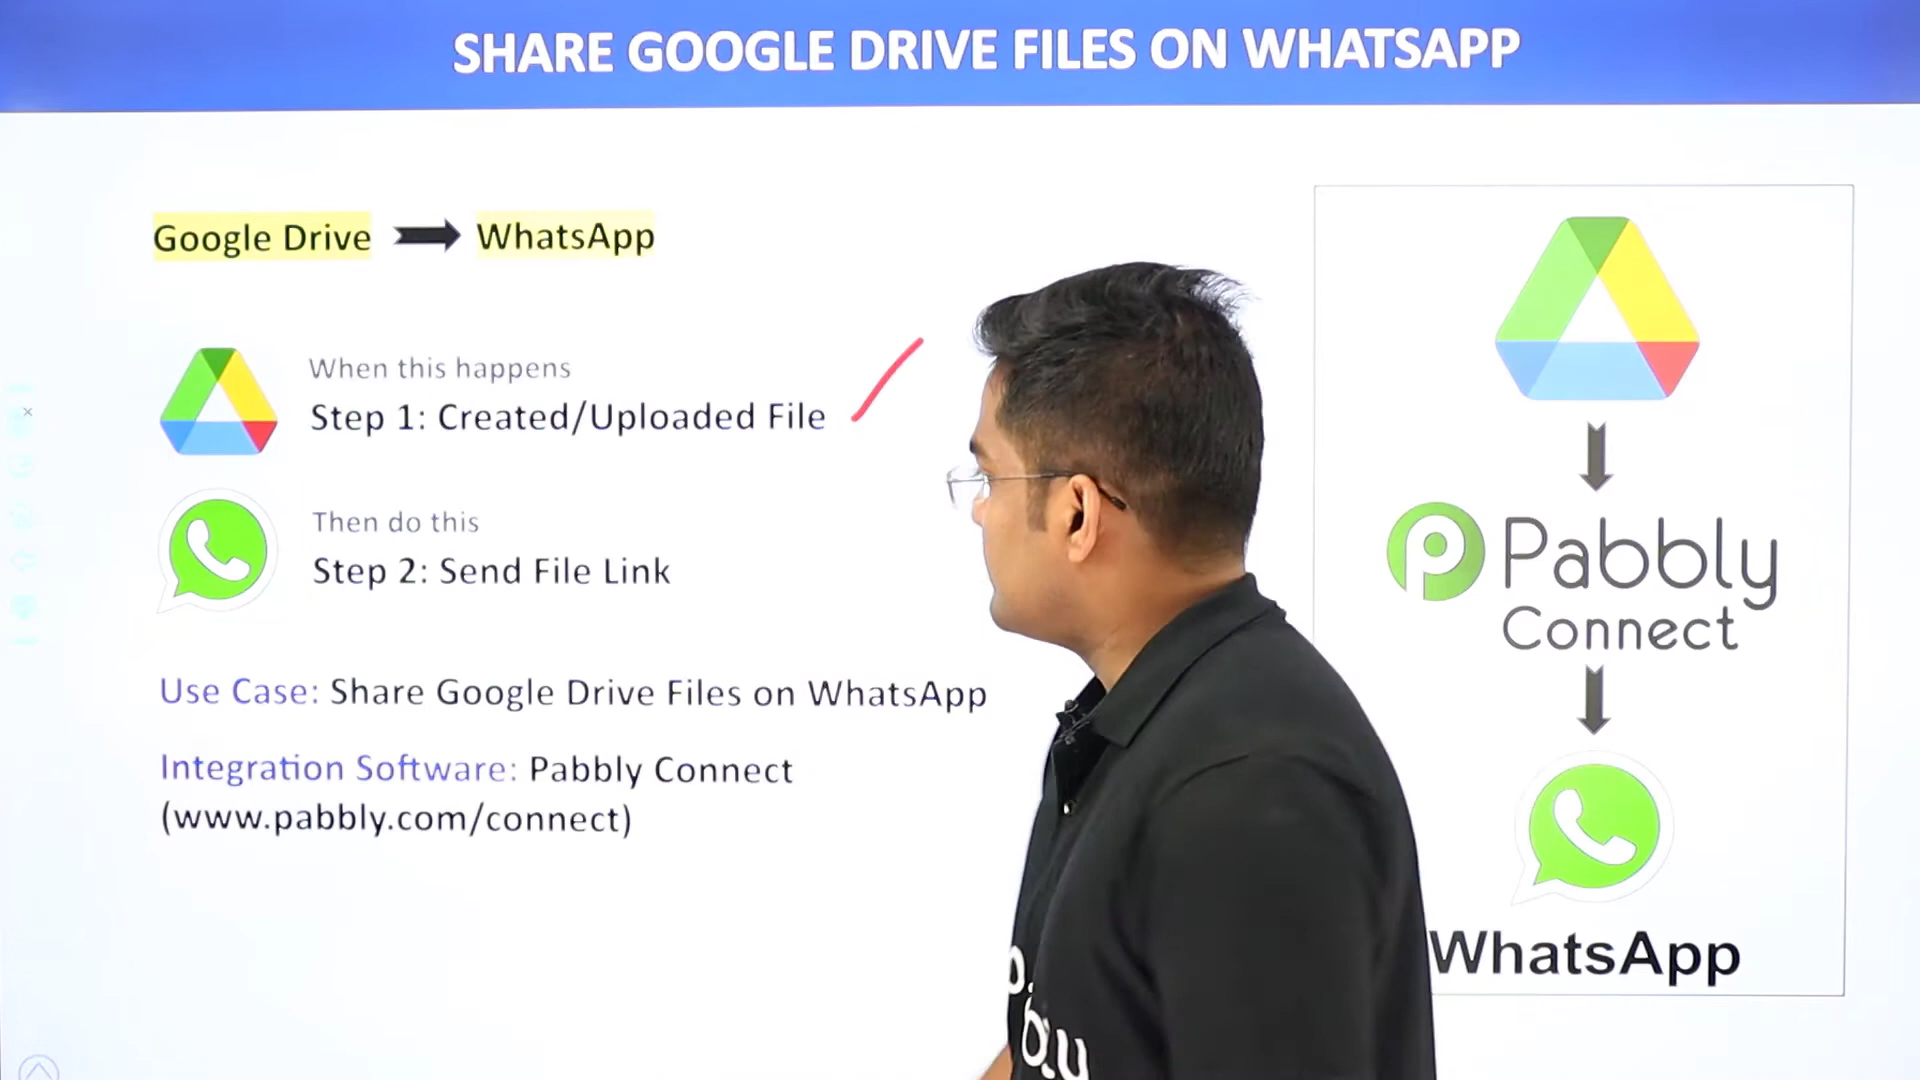 SHARE GOOGLE DRIVE FILES ON WHATSAPP
Google Drive WhatsApp
When this happens
Step 1: Created/Uploaded File
Then do this
Step 2: Send File Link
Use Case: Share Google Drive Files on WhatsApp
Integration Software: Pabbly Connect
(www.pabbly.com/connect)
Pabbly
Connect
WhatsApp